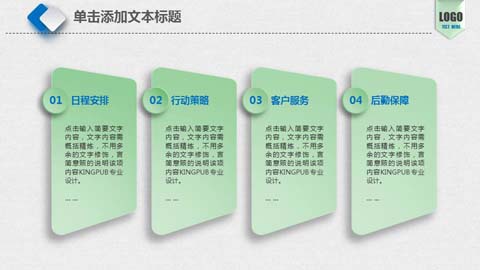 单击添加文本标题
LOGO
01 日程安排
点击输入简要文字
内容，文字内容需
概括精炼，不用多
余的文字修饰，言
简意赅的说明该项
内容KINGPUB专业
设计。
... ...
02 行动策略
点击输入简要文字
内容，文字内容需
概括精炼，不用多
余的文字修饰，言
简意赅的说明该项
内容KINGPUB专业
设计。
... ...
03 客户服务
点击输入简要文字
内容，文字内容需
概括精炼，不用多
余的文字修饰，言
简意赅的说明该项
内容KINGPUB专业
设计。
... ...
04 后勤保障
点击输入简要文字
内容，文字内容需
概括精炼，不用多
余的文字修饰，言
简意赅的说明该项
内容KINGPUB专业
设计。
... ...